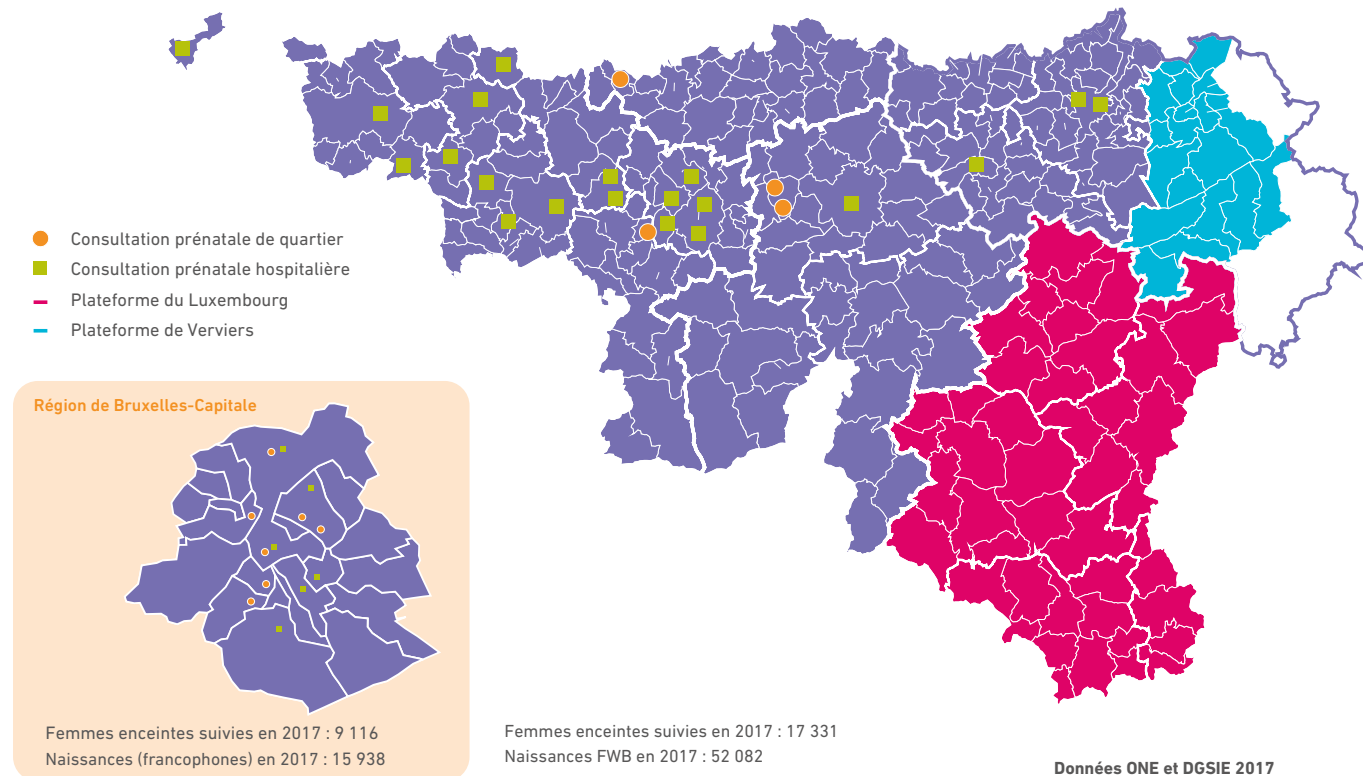 Consultation prénatale de quartier
Consultation prénatale hospitalière
Plateforme du Luxembourg
Plateforme de Verviers
Région de Bruxelles-Capitale
Femmes enceintes suivies en 2017 : 9 116
Naissances (francophones) en 2017 : 15 938
Femmes enceintes suivies en 2017 : 17 331
Naissances FWB en 2017 : 52 082
Données ONE et DGSIE 2017